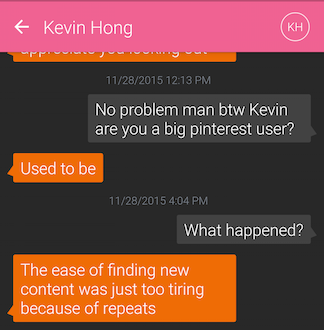 Kevin Hong
KH
appreciate you looking out
11/28/2015 12:13 PM
No problem man btw Kevin
are you a big pinterest user?
Used to be
11/28/2015 4:04 PM
What happened?
The ease of finding new
content was just too tiring
because of repeats